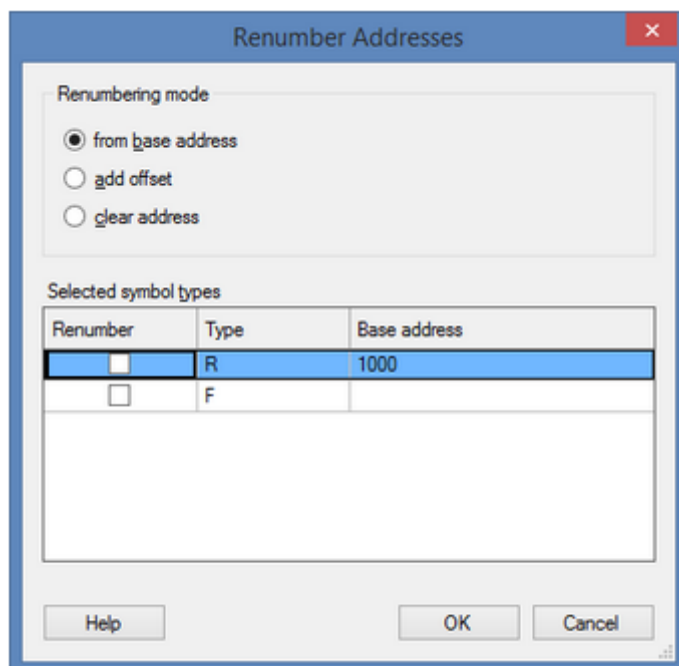 Renumber Addresses
Renumbering mode
from base address
add offset
clear address
Selected symbol types
Renumber Type Base address
R 1000
F
Help OK Cancel